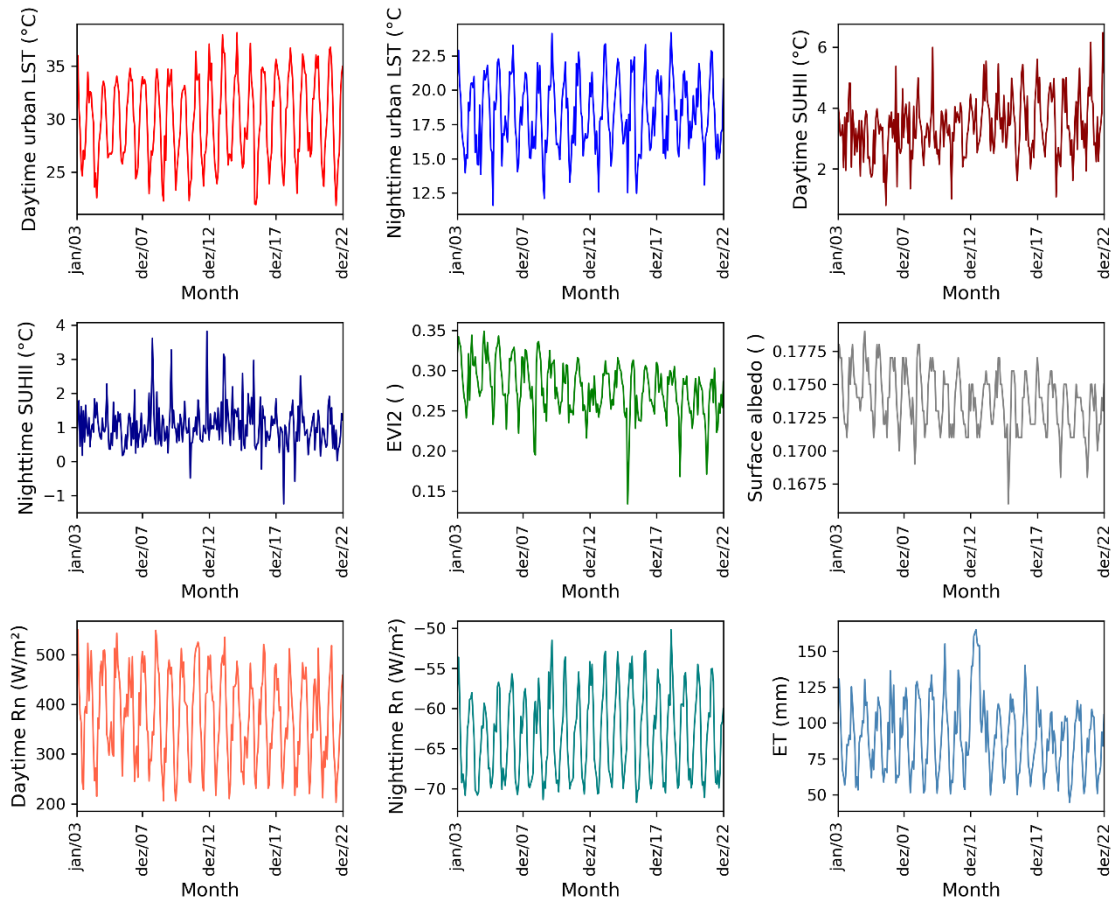 Daytime urban LST (°C)
35
30
25
jan/03
dez/07
dez/12
dez/17
dez/22
Month
Nighttime urban LST (°C
22.5
20.0
17.5
15.0
12.5
jan/03
dez/07
dez/12
dez/17
dez/22
Month
Daytime SUHII (°C)
6
4
2
jan/03
dez/07
dez/12
dez/17
dez/22
Month
Nighttime SUHII (°C)
4
3
2
1
0
−1
jan/03
dez/07
dez/12
dez/17
dez/22
Month
EVI2 ( )
0.35
0.30
0.25
0.20
0.15
jan/03
dez/07
dez/12
dez/17
dez/22
Month
Surface albedo ( )
0.1775
0.1750
0.1725
0.1700
0.1675
jan/03
dez/07
dez/12
dez/17
dez/22
Month
Daytime Rn (W/m²)
500
400
300
200
jan/03
dez/07
dez/12
dez/17
dez/22
Month
Nighttime Rn (W/m²)
−50
−55
−60
−65
−70
jan/03
dez/07
dez/12
dez/17
dez/22
Month
ET (mm)
150
125
100
75
50
jan/03
dez/07
dez/12
dez/17
dez/22
Month